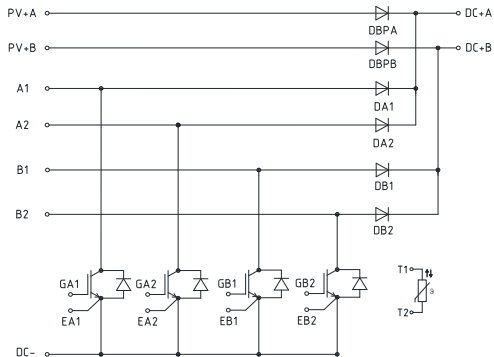 PV+A DC+A
DBPA
PV+B DC+B
DBPB
A1
DA1
A2
DA2
B1
DB1
B2
DB2
GA1 GA2 GB1 GB2 T1
a
EA1 EA2 EB1 EB2 T2
DC-